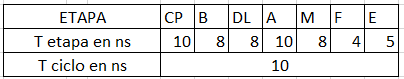 ETAPA CP B DL A M F E
T etapa en ns 10 8 8 10 8 4 5
T ciclo en ns 10